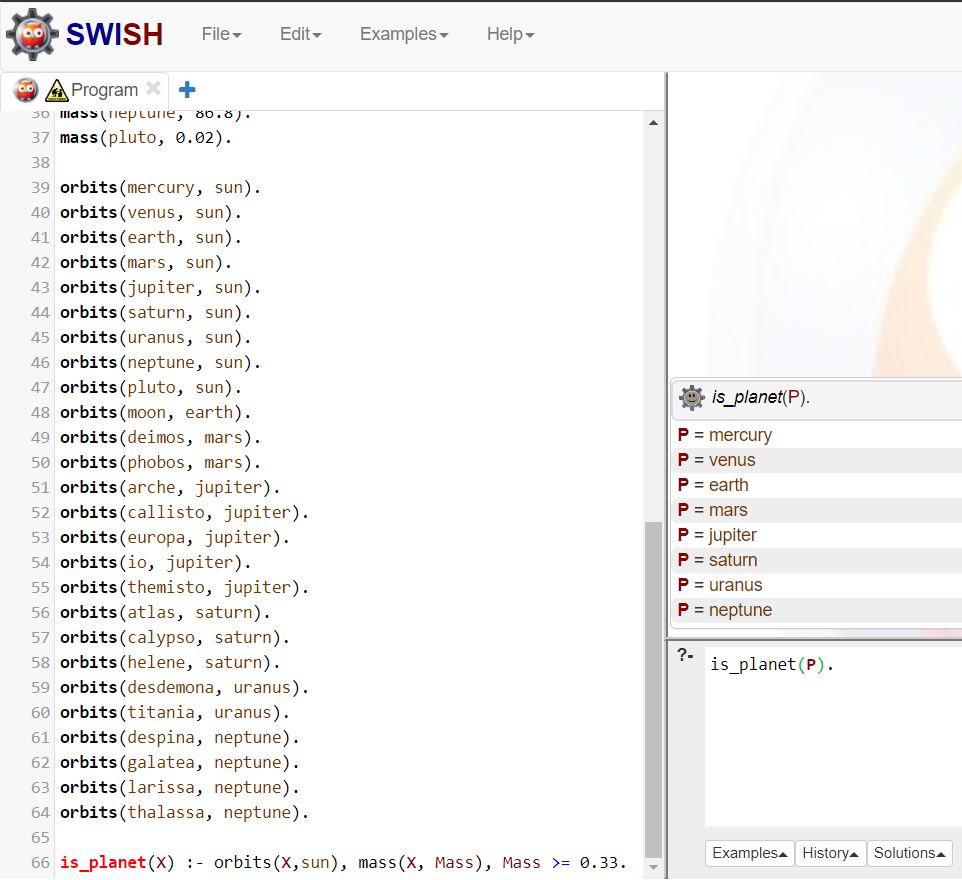 SWISH File Edit Examples Help
Program
36 mass(neptune, 86.8).
37 mass(pluto, 0.02).
38
39 orbits(mercury, sun).
40 orbits(venus, sun).
41 orbits(earth, sun).
42 orbits(mars, sun).
43 orbits(jupiter, sun).
44 orbits(saturn, sun).
45 orbits(uranus, sun).
46 orbits(neptune, sun).
47 orbits(pluto, sun).
48 orbits(moon, earth).
49 orbits(deimos, mars).
50 orbits(phobos, mars).
51 orbits(arche, jupiter).
52 orbits(callisto, jupiter).
53 orbits(europa, jupiter).
54 orbits(io, jupiter).
55 orbits(themisto, jupiter).
56 orbits(atlas, saturn).
57 orbits(calypso, saturn).
58 orbits(helene, saturn).
59 orbits(desdemona, uranus).
60 orbits(titania, uranus).
61 orbits(despina, neptune).
62 orbits(galatea, neptune).
63 orbits(larissa, neptune).
64 orbits(thalassa, neptune).
65
66 is_planet(X) :- orbits(X,sun), mass(X, Mass), Mass >= 0.33.
is_planet(P).
P = mercury
P = venus
P = earth
P = mars
P = jupiter
P = saturn
P = uranus
P = neptune
?- is_planet(P).
Examples History Solutions